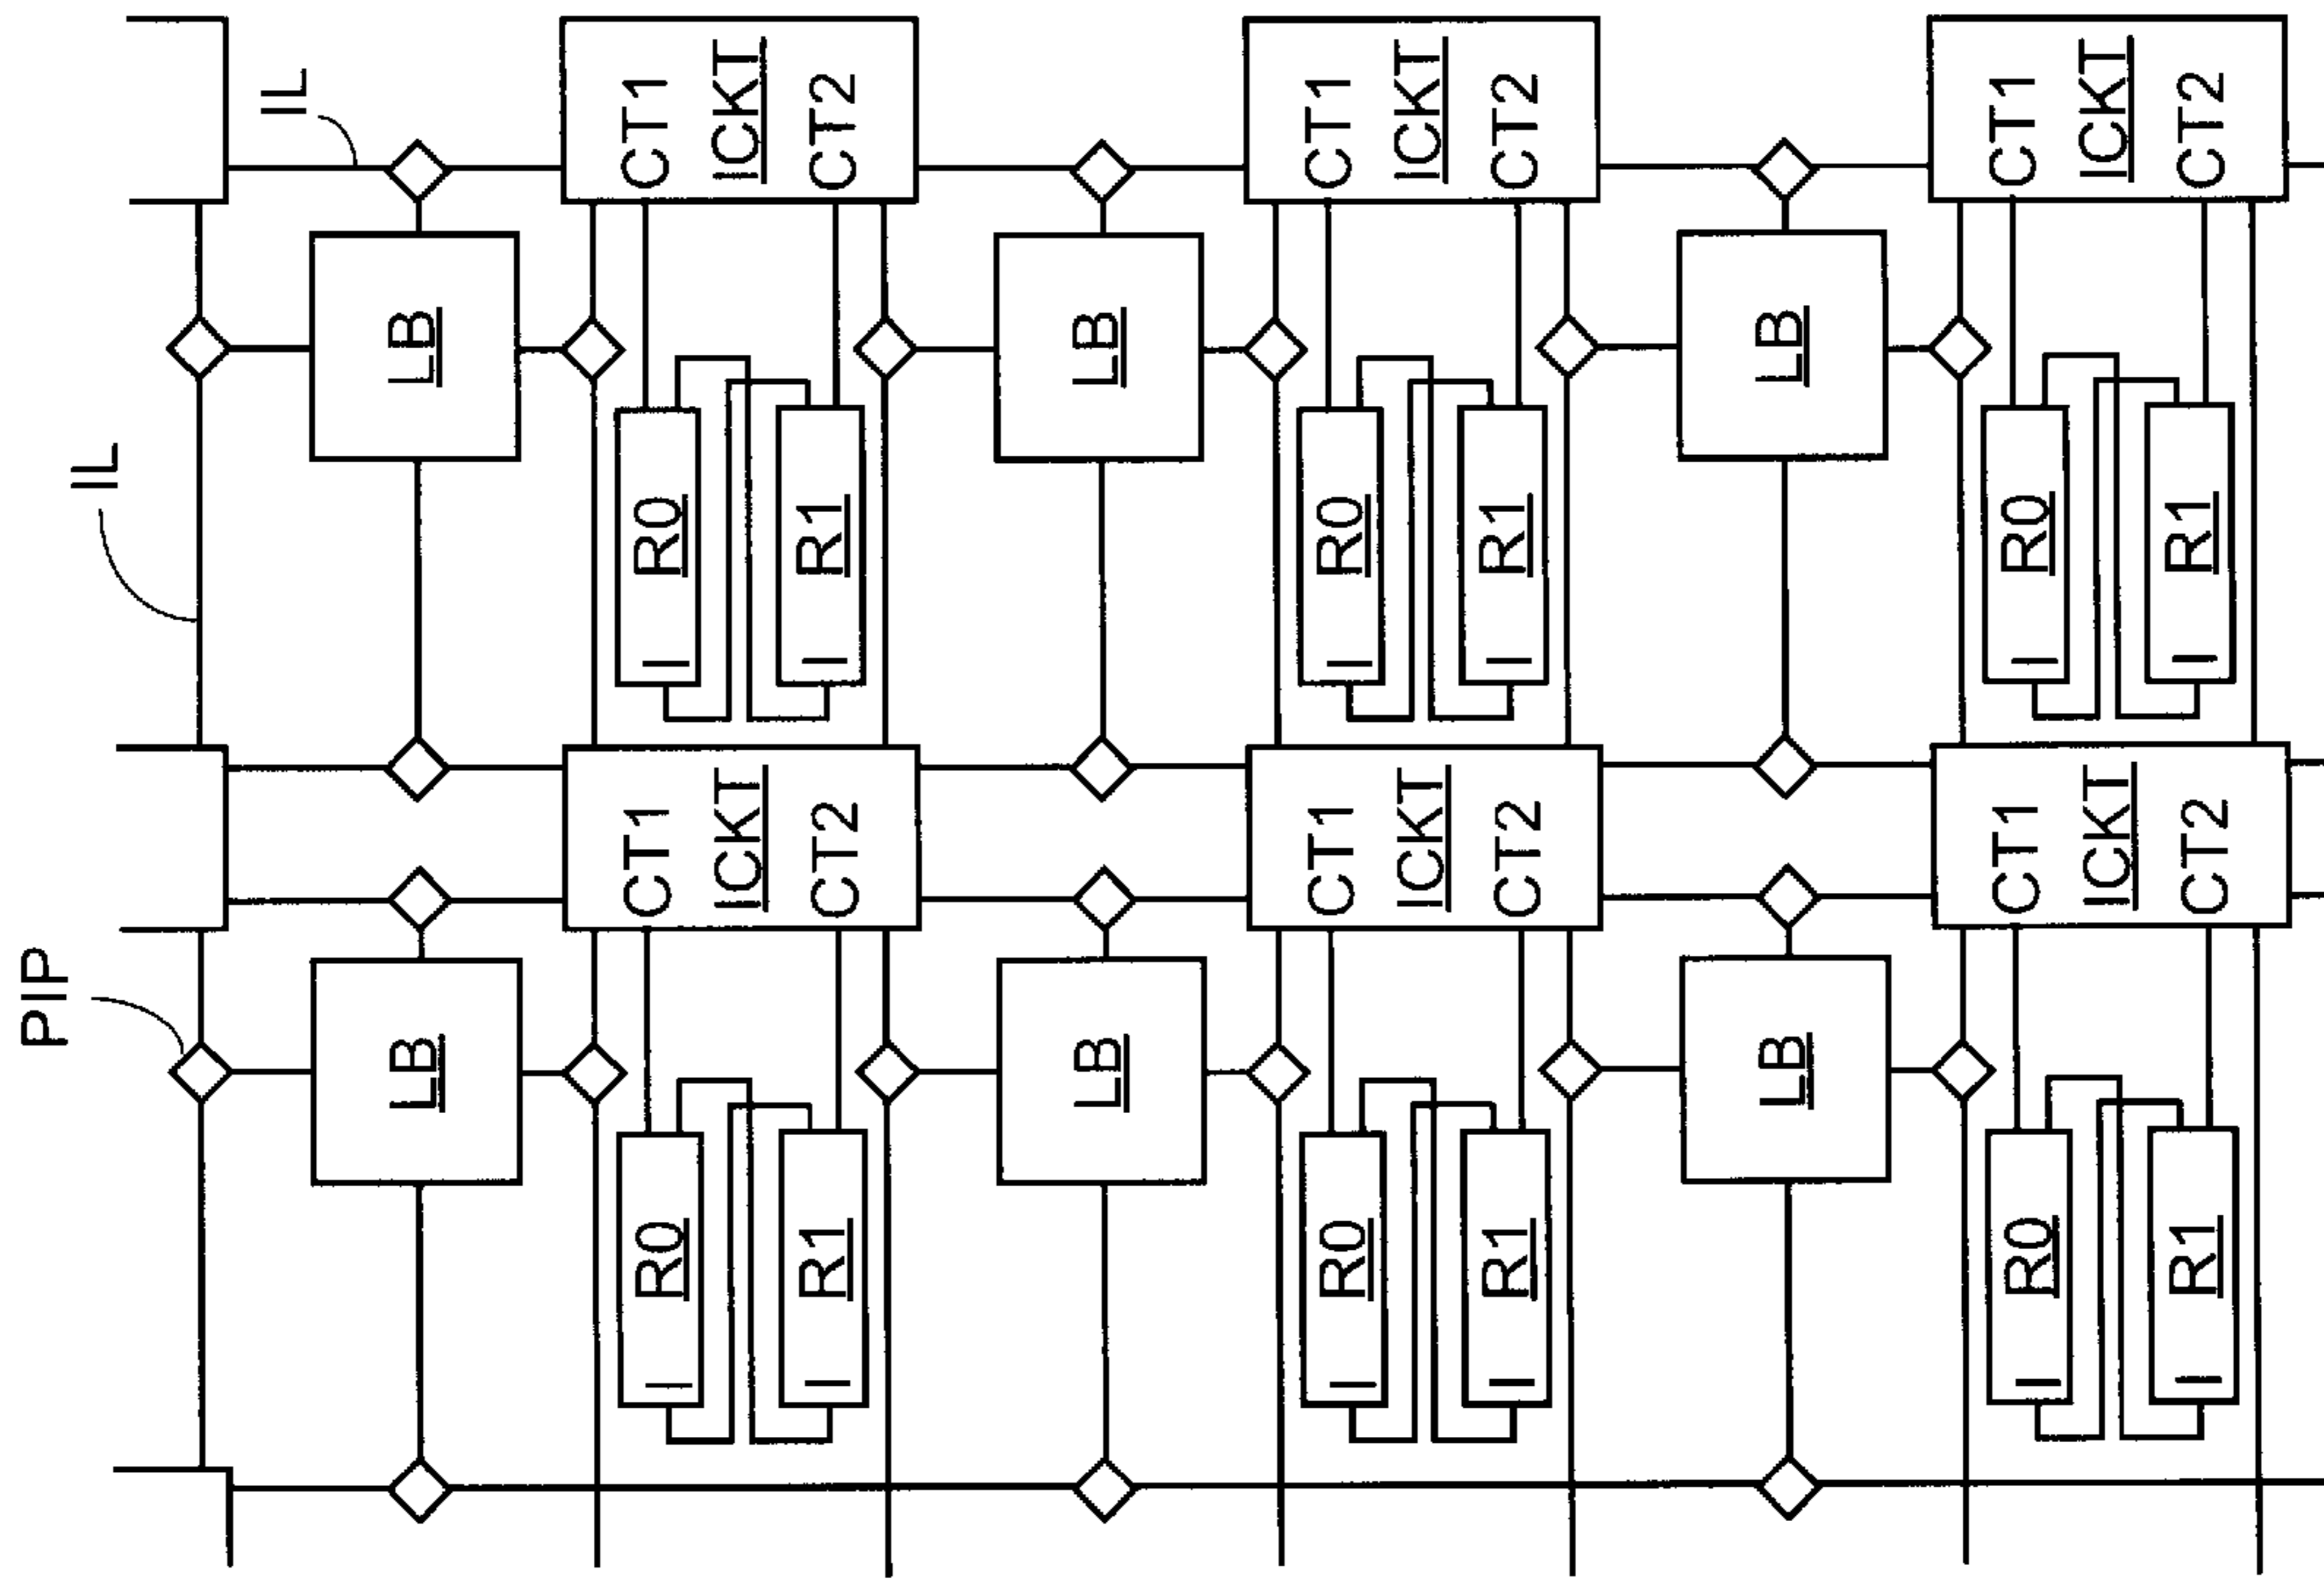 PIP
IL
IL
LB
LB
I R0
CT1
I R0
CT1
ICKT
ICKT
I R1
CT2
I R1
CT2
LB
LB
I R0
CT1
I R0
CT1
ICKT
ICKT
I R1
CT2
I R1
CT2
LB
LB
I R0
CT1
I R0
CT1
ICKT
ICKT
I R1
CT2
I R1
CT2